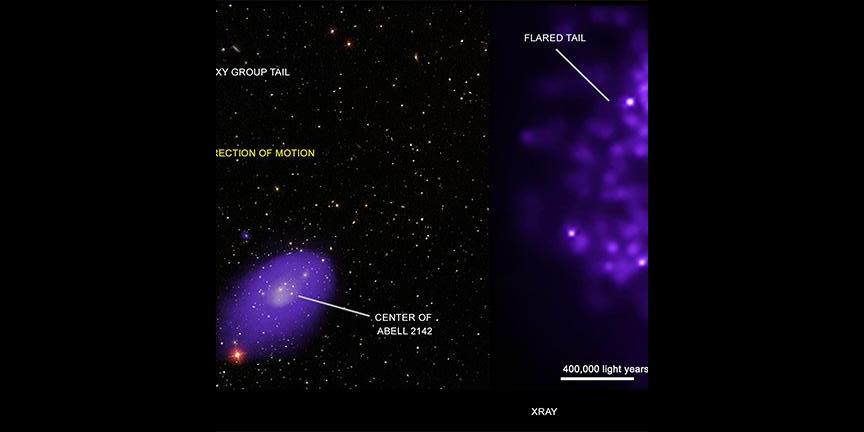 FLARED TAIL
XY GROUP TAIL
RECTION OF MOTION
CENTER OF
ABELL 2142
400,000 light years
XRAY